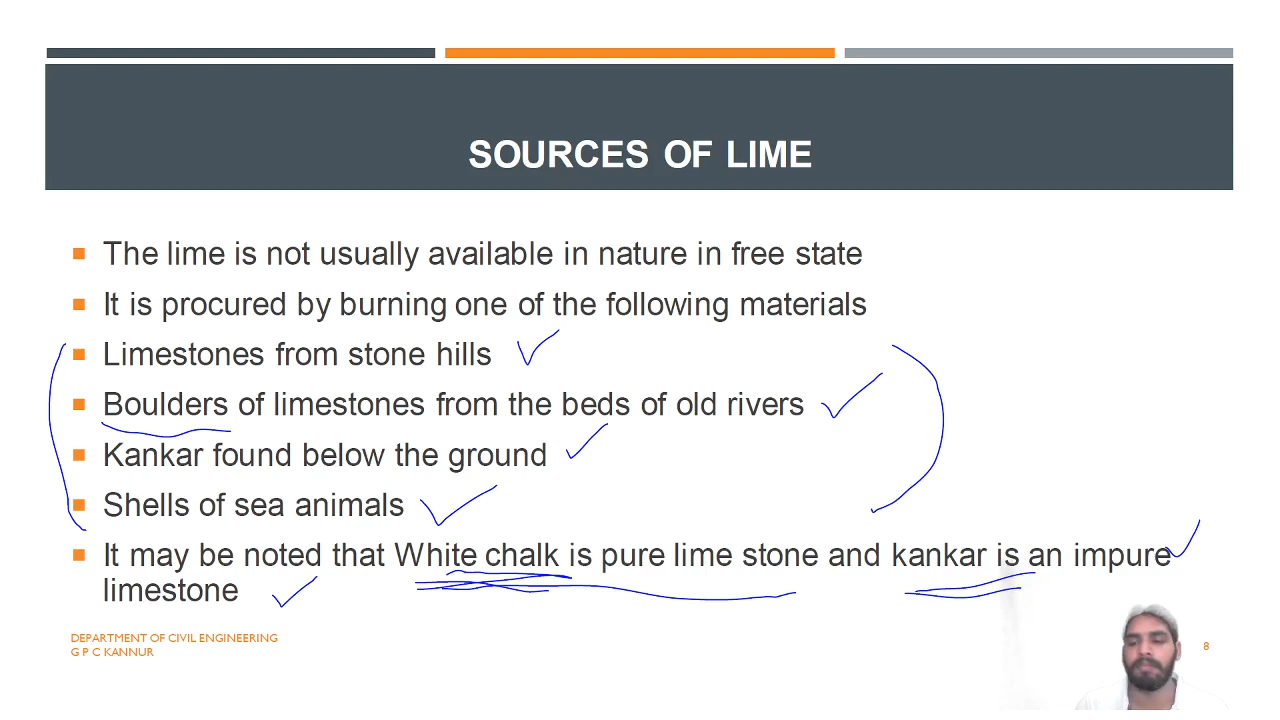 SOURCES OF LIME
The lime is not usually available in nature in free state
It is procured by burning one of the following materials
Limestones from stone hills
Boulders of limestones from the beds of old rivers
Kankar found below the ground
Shells of sea animals
It may be noted that White chalk is pure lime stone and kankar is an impure
limestone
DEPARTMENT OF CIVIL ENGINEERING
G P C KANNUR
8